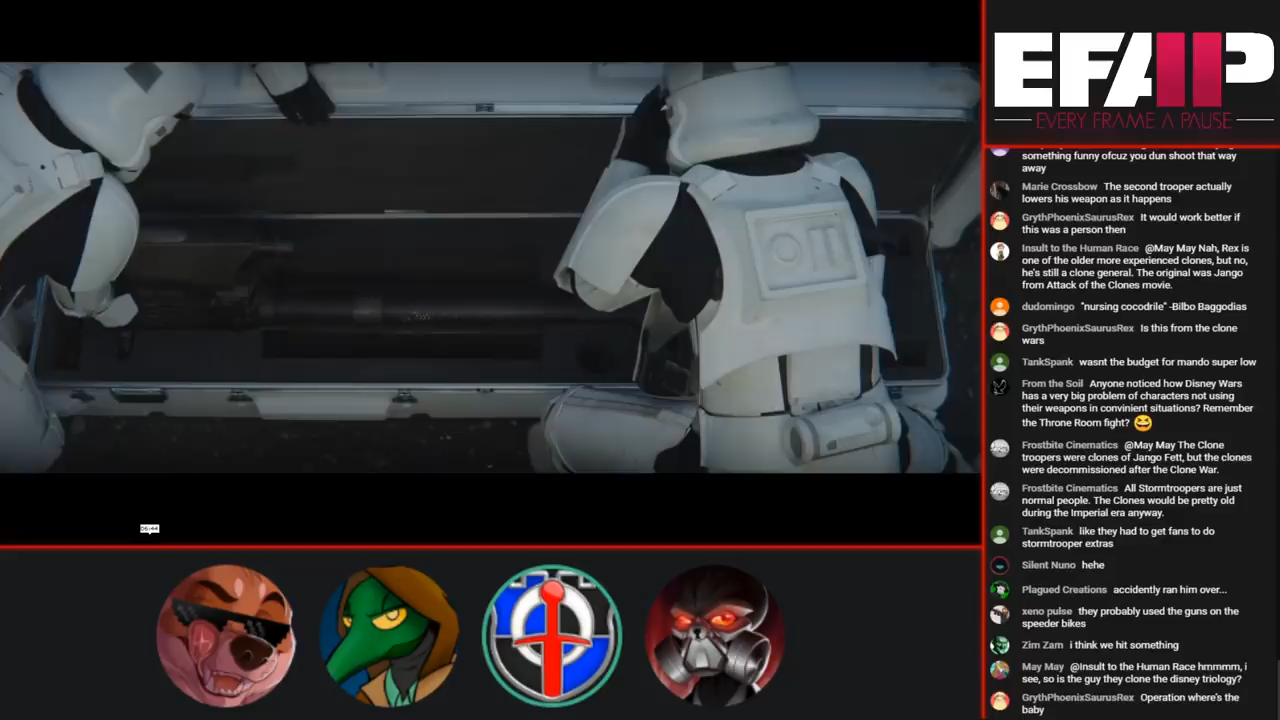 EFAP
EVERY FRAME A PAUSE
something funny ofcuz you dun shoot that way
away
Marie Crossbow The second trooper actually
lowers his weapon as it happens
GrythPhoenixSaurusRex It would work better if
this was a person then
Insult to the Human Race @May May Nah, Rex is
one of the older more experienced clones, but no,
he's still a clone general. The original was Jango
from Attack of the Clones movie.
dudomingo "nursing cocodrile" -Bilbo Baggodias
GrythPhoenixSaurusRex Is this from the clone
wars
TankSpank wasnt the budget for mando super low
From the Soil Anyone noticed how Disney Wars
has a very big problem of characters not using
their weapons in convinient situations? Remember
the Throne Room fight?
Frostbite Cinematics @May May The Clone
troopers were clones of Jango Fett, but the clones
were decommissioned after the Clone War.
Frostbite Cinematics All Stormtroopers are just
normal people. The Clones would be pretty old
during the Imperial era anyway.
TankSpank like they had to get fans to do
stormtrooper extras
Silent Nuno hehe
Plagued Creations accidently ran him over...
xeno pulse they probably used the guns on the
speeder bikes
Zim Zam i think we hit something
May May @Insult to the Human Race hmmmm, i
see, so is the guy they clone the disney triology?
GrythPhoenixSaurusRex Operation where's the
baby
06:44